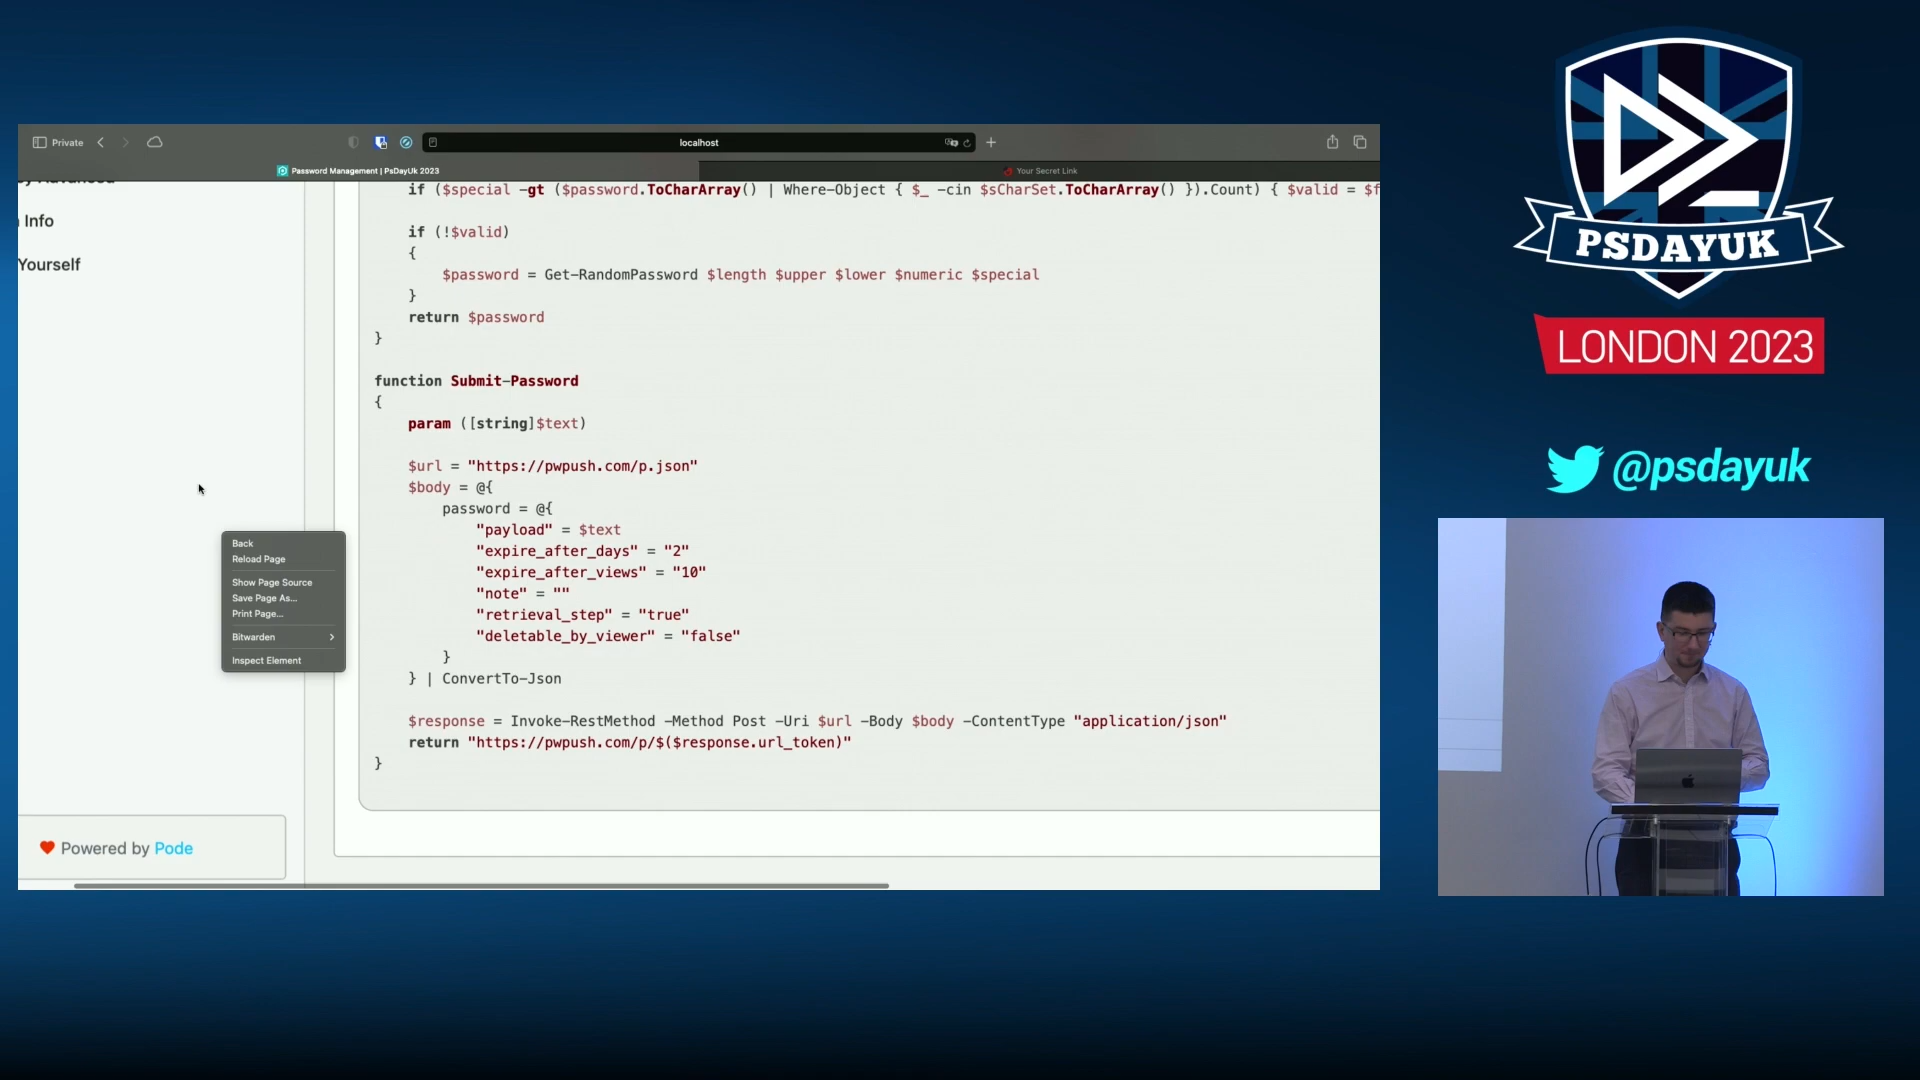 Private
localhost
Password Management | PsDayUk 2023
Your Secret Link
Info
Yourself
if ($special -gt ($password.ToCharArray() | Where-Object { $_ -cin $sCharSet.ToCharArray() }).Count) { $valid = $f
if (!$valid)
{
$password = Get-RandomPassword $length $upper $lower $numeric $special
}
return $password
}
function Submit-Password
{
param ([string]$text)
$url = "https://pwpush.com/p.json"
$body = @{
password = @{
"payload" = $text
"expire_after_days" = "2"
"expire_after_views" = "10"
"note" = ""
"retrieval_step" = "true"
"deletable_by_viewer" = "false"
}
} | ConvertTo-Json
$response = Invoke-RestMethod -Method Post -Uri $url -Body $body -ContentType "application/json"
return "https://pwpush.com/p/$($response.url_token)"
}
Back
Reload Page
Show Page Source
Save Page As...
Print Page...
Bitwarden
Inspect Element
Powered by Pode
PSDAYUK
LONDON 2023
@psdayuk